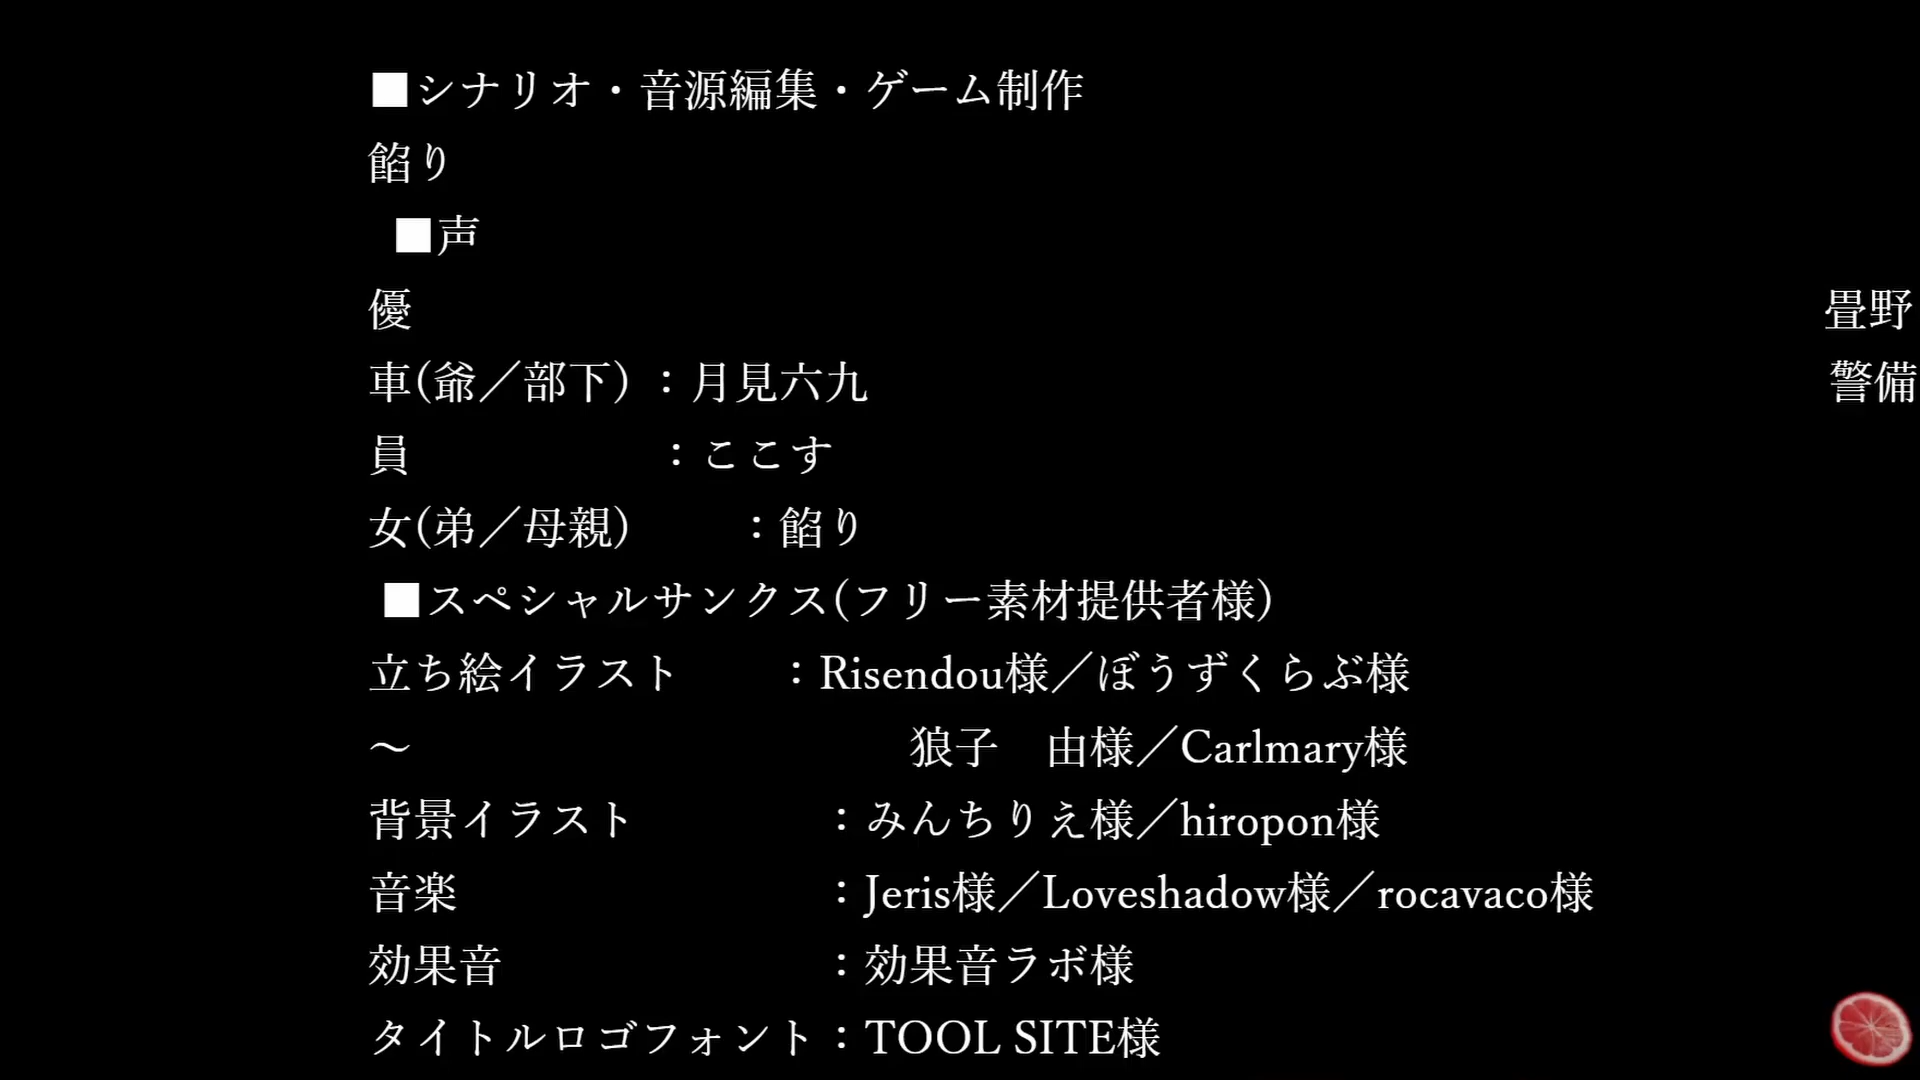 ■シナリオ・音源編集・ゲーム制作
餡り
■声
優 畳野
車(爺／部下)：月見六九 警備
員 ：ここす
女(弟／母親) ：餡り
■スペシャルサンクス(フリー素材提供者様)
立ち絵イラスト ：Risendou様／ぼうずくらぶ様
～ 狼子　由様／Carlmary様
背景イラスト ：みんちりえ様／hiropon様
音楽 ：Jeris様／Loveshadow様／rocavaco様
効果音 ：効果音ラボ様
タイトルロゴフォント：TOOL SITE様